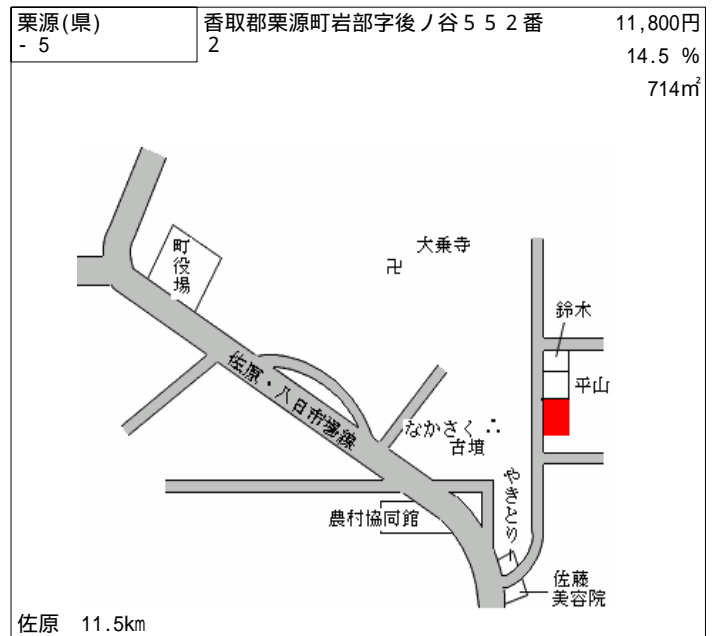 栗源(県)
- 5
香取郡栗源町岩部字後ノ谷５５２番
2
11,800円
14.5 %
714㎡
町役場
大乗寺
卍
鈴木
平山
佐原・八日市場線
なかさく ∴
古墳
やきとり
農村協同館
佐藤
美容院
佐原 11.5km